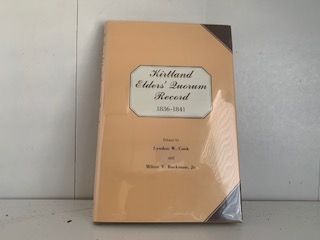 Kirtland
Elders' Quorum
Record
1836-1841
Edited by
Lyndon W. Cook
and
Milton V. Backman, Jr.